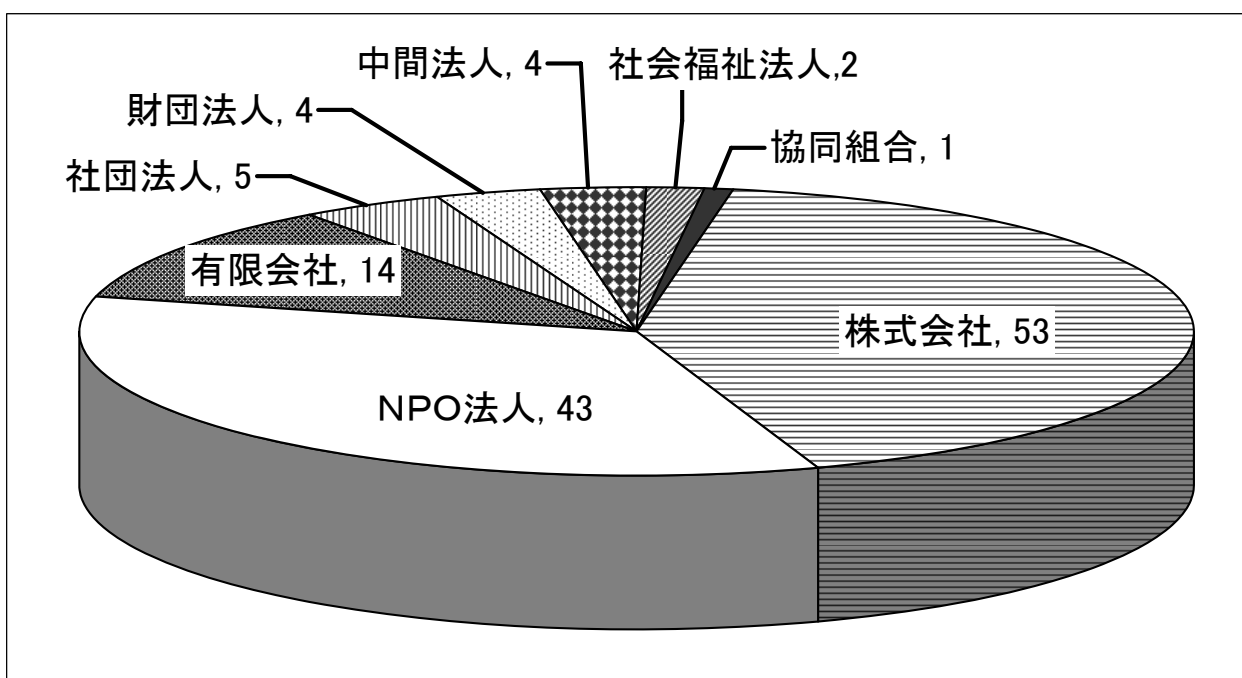 中間法人, 4
社会福祉法人,2
財団法人, 4
協同組合, 1
社団法人, 5
有限会社, 14
株式会社, 53
NPO法人, 43